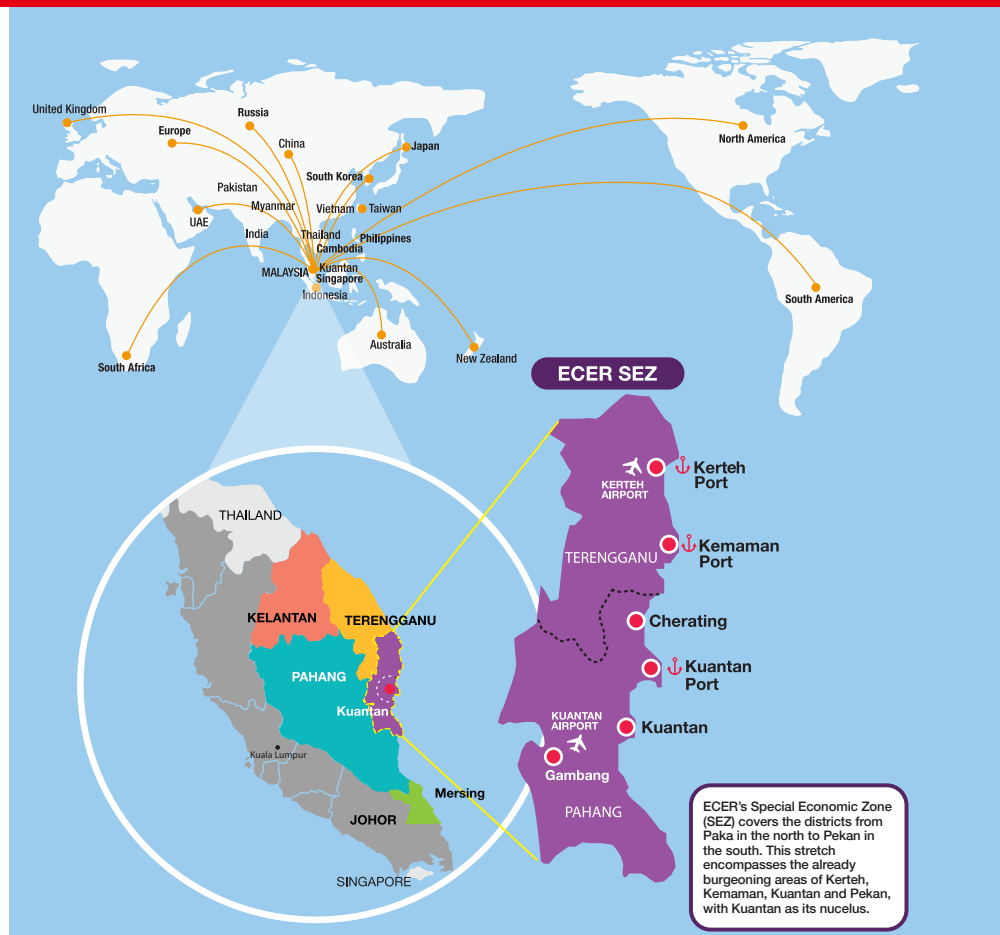 United Kingdom
Russia
Europe
China
Japan
North America
South Korea
Pakistan
Myanmar
Vietnam
Taiwan
UAE
India
Thailand
Philippines
Cambodia
MALAYSIA
Kuantan
Singapore
Indonesia
South America
Australia
New Zealand
South Africa
ECER SEZ
KERTEH
AIRPORT
Kerteh
Port
TERENGGANU
Kemaman
Port
Cherating
Kuantan
Port
KUANTAN
AIRPORT
Kuantan
Gambang
PAHANG
THAILAND
KELANTAN
TERENGGANU
PAHANG
Kuantan
Kuala Lumpur
Mersing
JOHOR
SINGAPORE
ECER's Special Economic Zone
(SEZ) covers the districts from
Paka in the north to Pekan in
the south. This stretch
encompasses the already
burgeoning areas of Kerteh,
Kemaman, Kuantan and Pekan,
with Kuantan as its nucelus.